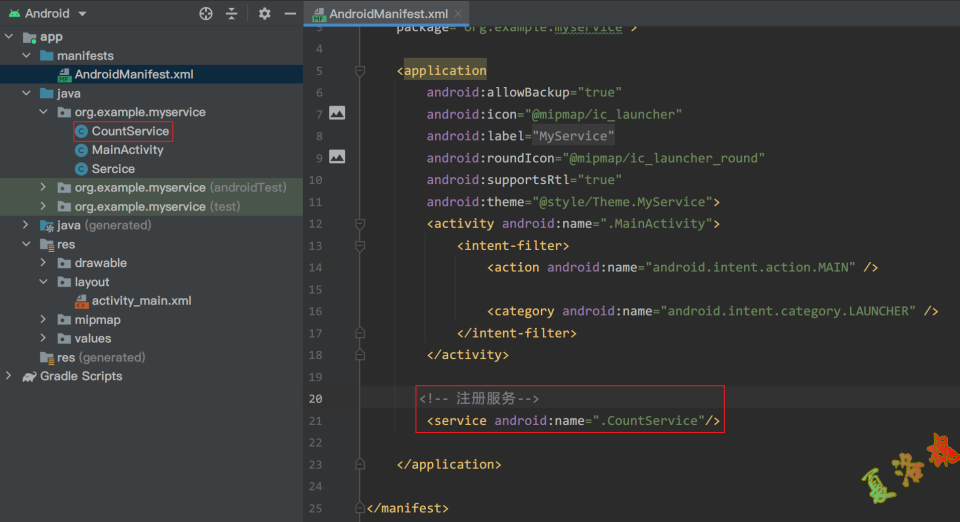 Android
AndroidManifest.xml
app
manifests
AndroidManifest.xml
java
org.example.myservice
CountService
MainActivity
Sercice
org.example.myservice (androidTest)
org.example.myservice (test)
java (generated)
res
drawable
layout
activity_main.xml
mipmap
values
res (generated)
Gradle Scripts
3 package="org.example.myservice">
4
5 <application
6 android:allowBackup="true"
7 android:icon="@mipmap/ic_launcher"
8 android:label="MyService"
9 android:roundIcon="@mipmap/ic_launcher_round"
10 android:supportsRtl="true"
11 android:theme="@style/Theme.MyService">
12 <activity android:name=".MainActivity">
13 <intent-filter>
14 <action android:name="android.intent.action.MAIN" />
15
16 <category android:name="android.intent.category.LAUNCHER" />
17 </intent-filter>
18 </activity>
19
20 <!-- 注册服务-->
21 <service android:name=".CountService"/>
22
23 </application>
24
25 </manifest>